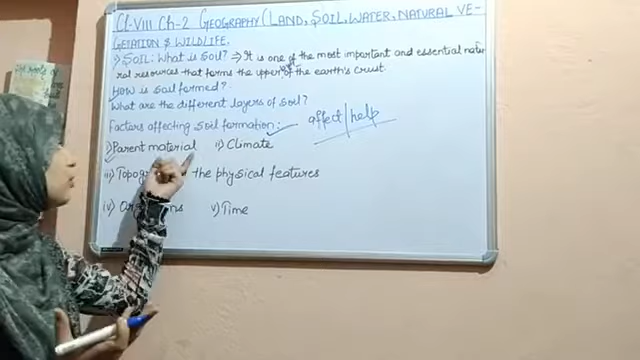 Cl-VIII Ch-2 GEOGRAPHY (LAND, SOIL, WATER, NATURAL VE-
GETATION & WILDLIFE.
SOIL: What is Soil? ⇒ It is one of the most important and essential natu
ral resources that forms the upper of the earth's crust.
How is soil formed?
What are the different layers of soil?
Factors affecting soil formation: affect/help
i) Parent material ii) Climate
iii) the physical features
iv) v) Time